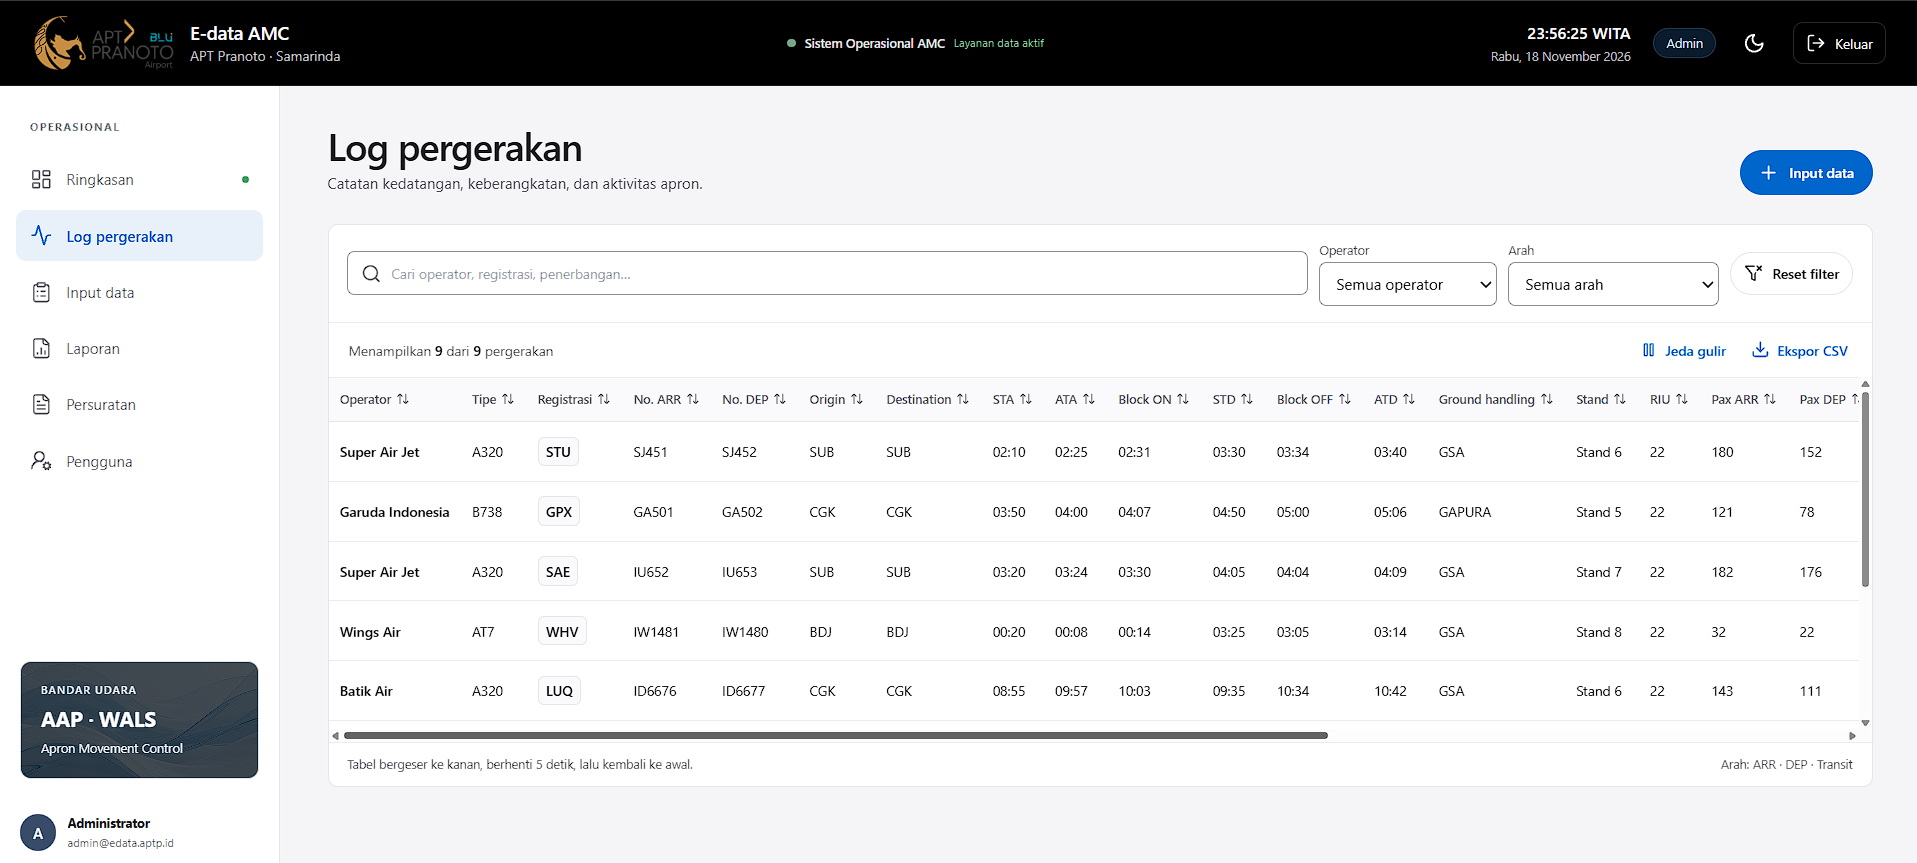 APT PRANOTO BLU Airport
E-data AMC
APT Pranoto · Samarinda
Sistem Operasional AMC Layanan data aktif
23:56:25 WITA
Rabu, 18 November 2026
Admin
Keluar
OPERASIONAL
Ringkasan
Log pergerakan
Input data
Laporan
Persuratan
Pengguna
BANDAR UDARA
AAP · WALS
Apron Movement Control
A
Administrator
admin@edata.aptp.id
Log pergerakan
Catatan kedatangan, keberangkatan, dan aktivitas apron.
Input data
Cari operator, registrasi, penerbangan...
Operator
Semua operator
Arah
Semua arah
Reset filter
Menampilkan 9 dari 9 pergerakan
Jeda gulir
Ekspor CSV
Operator Tipe Registrasi No. ARR No. DEP Origin Destination STA ATA Block ON STD Block OFF ATD Ground handling Stand RIU Pax ARR Pax DEP
Super Air Jet A320 STU SJ451 SJ452 SUB SUB 02:10 02:25 02:31 03:30 03:34 03:40 GSA Stand 6 22 180 152
Garuda Indonesia B738 GPX GA501 GA502 CGK CGK 03:50 04:00 04:07 04:50 05:00 05:06 GAPURA Stand 5 22 121 78
Super Air Jet A320 SAE IU652 IU653 SUB SUB 03:20 03:24 03:30 04:05 04:04 04:09 GSA Stand 7 22 182 176
Wings Air AT7 WHV IW1481 IW1480 BDJ BDJ 00:20 00:08 00:14 03:25 03:05 03:14 GSA Stand 8 22 32 22
Batik Air A320 LUQ ID6676 ID6677 CGK CGK 08:55 09:57 10:03 09:35 10:34 10:42 GSA Stand 6 22 143 111
Tabel bergeser ke kanan, berhenti 5 detik, lalu kembali ke awal.
Arah: ARR · DEP · Transit